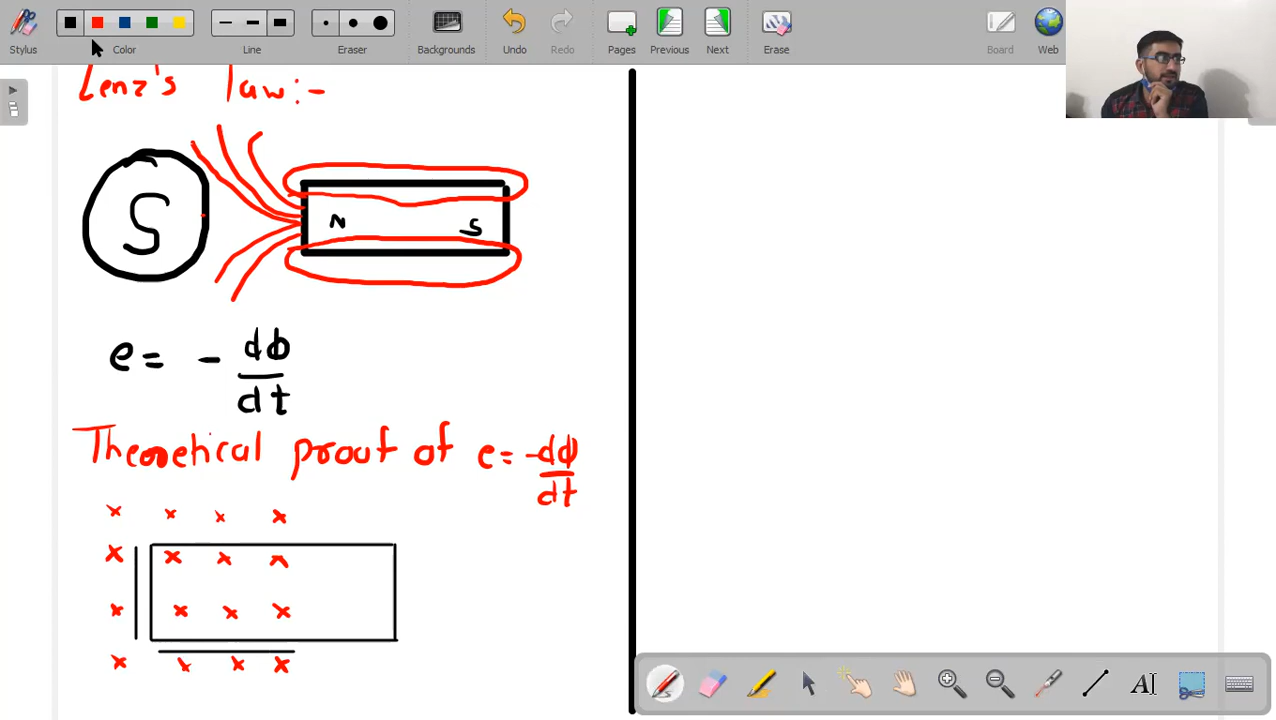 Stylus
Color
Line
Eraser
Backgrounds
Undo
Redo
Pages
Previous
Next
Erase
Board
Web
Lenz's law:-
S
N
S
e = - dϕ
dt
Theoretical proof of e = -dϕ
dt
x x x x
x x x x
x x x x
x x x x
A